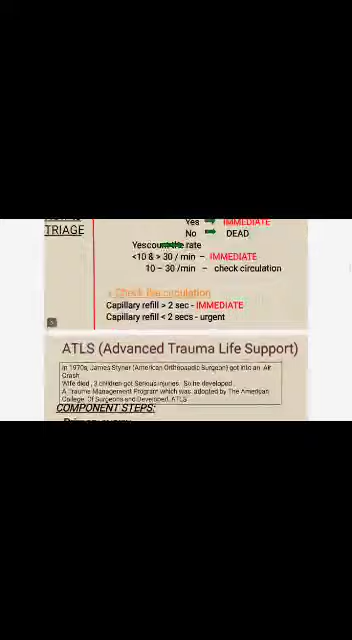 Yes ➡ IMMEDIATE
TRIAGE
No ➡ DEAD
Yes count the rate
<10 & > 30 / min – IMMEDIATE
10 – 30 /min – check circulation
Check the circulation
Capillary refill > 2 sec - IMMEDIATE
Capillary refill < 2 secs - urgent
ATLS (Advanced Trauma Life Support)
In 1970s, James Styner (American Orthopaedic Surgeon) got into an Air
Crash
Wife died , 3 children got Serious injuries. So he developed
A Trauma Management Program which was adopted by The American
College Of Surgeons and Developed ATLS
COMPONENT STEPS: